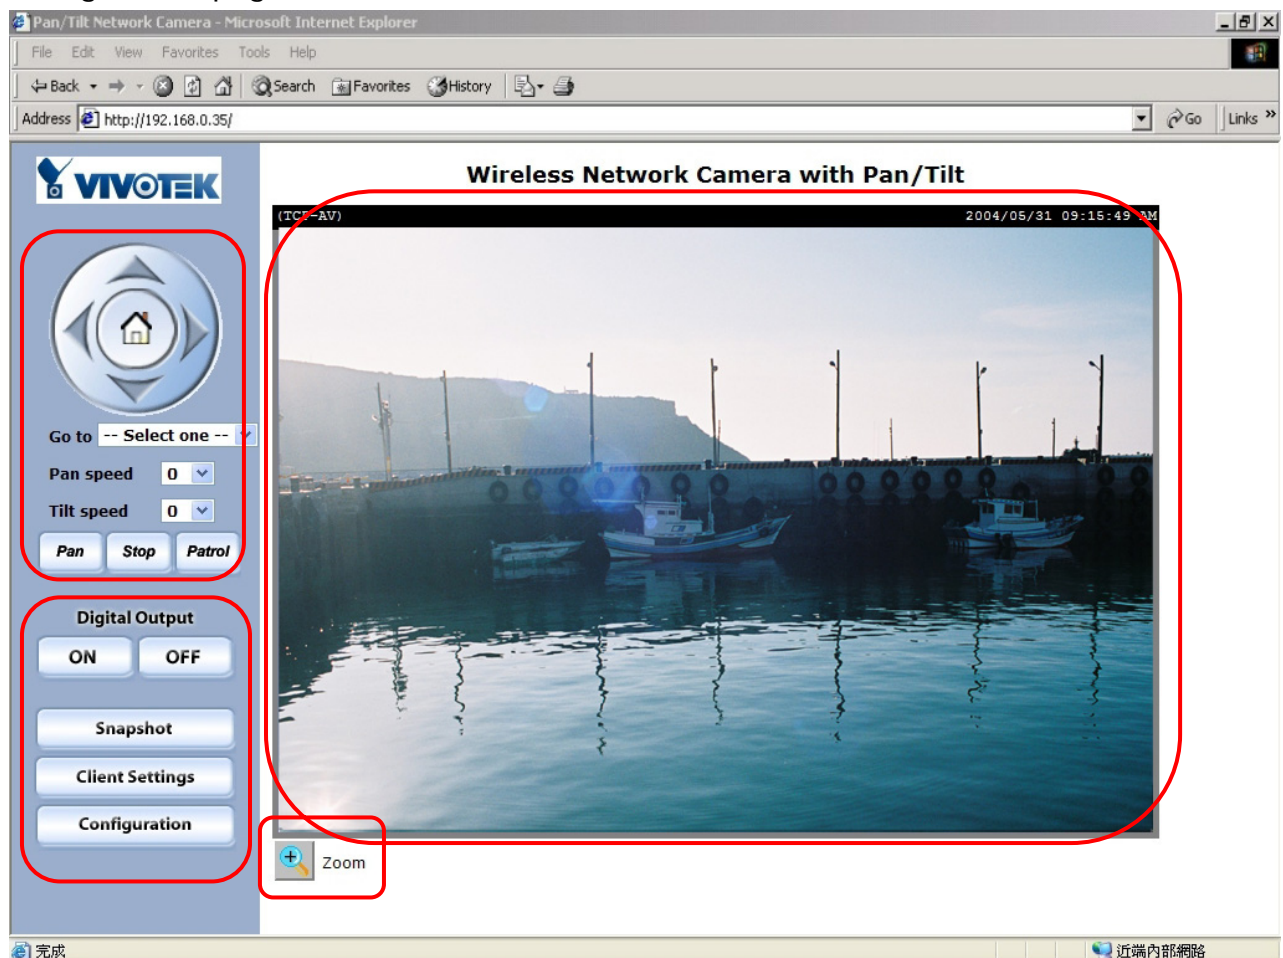 Pan/Tilt Network Camera - Microsoft Internet Explorer
File Edit View Favorites Tools Help
Back Search Favorites History
Address http://192.168.0.35/ Go Links »
VIVOTEK
Wireless Network Camera with Pan/Tilt
(TCP-AV) 2004/05/31 09:15:49 AM
Go to -- Select one --
Pan speed 0
Tilt speed 0
Pan Stop Patrol
Digital Output
ON OFF
Snapshot
Client Settings
Configuration
Zoom
完成 近端內部網路